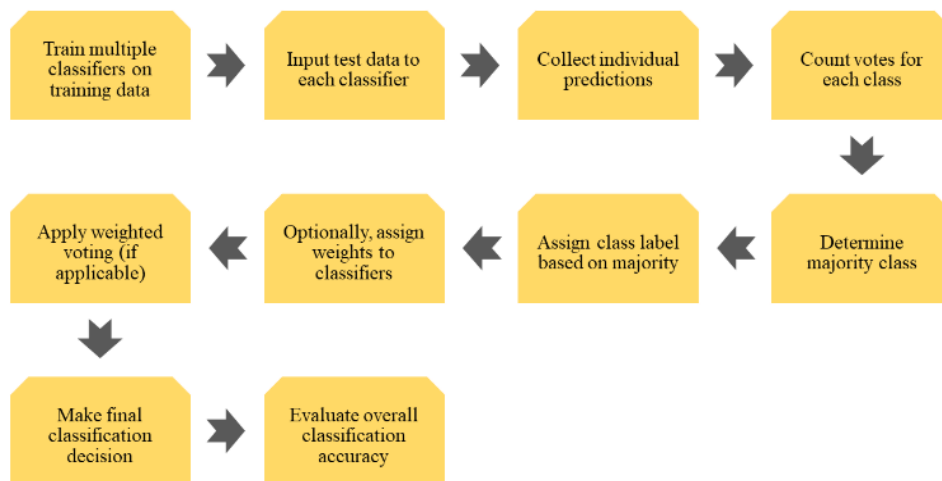 Train multiple
classifiers on
training data
Input test data to
each classifier
Collect individual
predictions
Count votes for
each class
Determine
majority class
Assign class label
based on majority
Optionally, assign
weights to
classifiers
Apply weighted
voting (if
applicable)
Make final
classification
decision
Evaluate overall
classification
accuracy